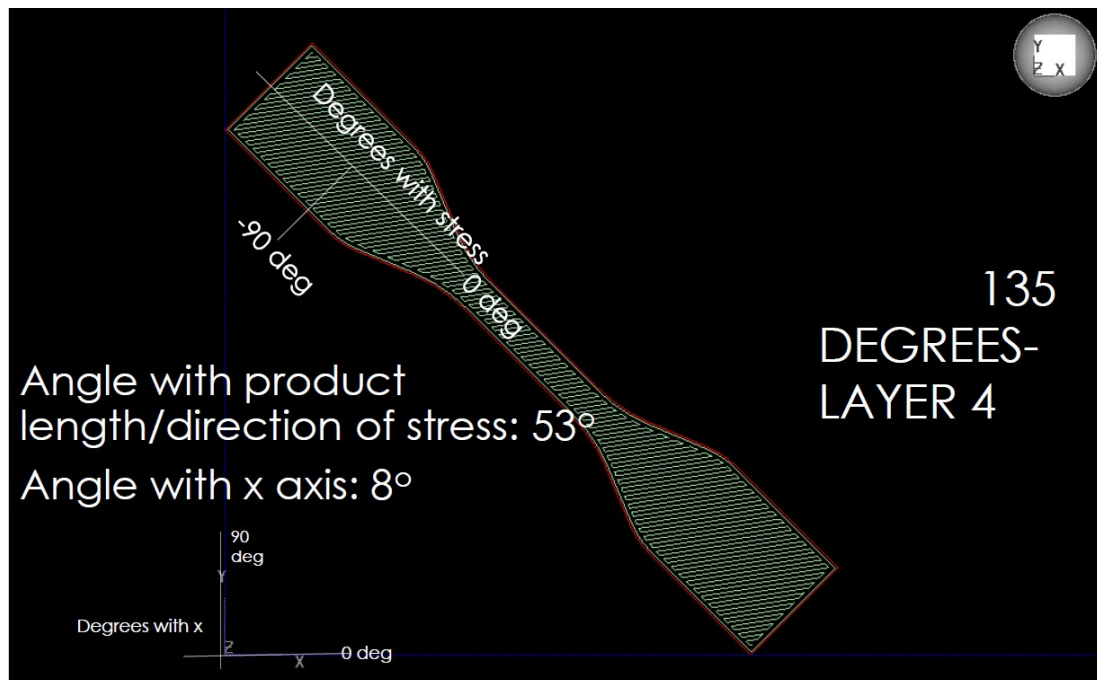 Y
Z X
Degrees with stress
-90 deg
0 deg
135
DEGREES-
LAYER 4
Angle with product
length/direction of stress: 53°
Angle with x axis: 8°
90
deg
Y
Degrees with x
Z
X
0 deg